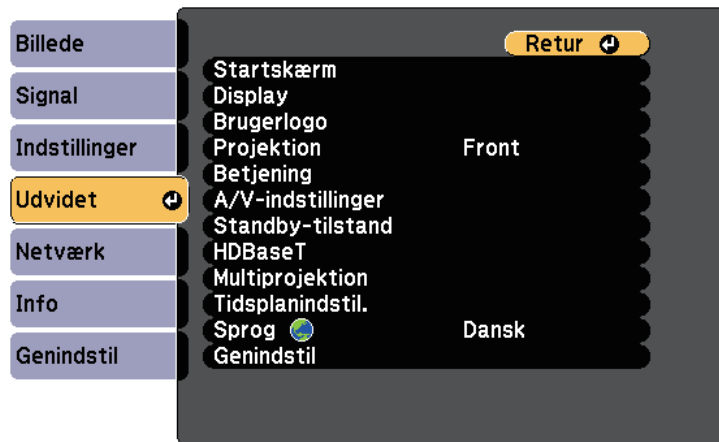 Billede
Signal
Indstillinger
Udvidet
Netværk
Info
Genindstil
Retur
Startskærm
Display
Brugerlogo
Projektion Front
Betjening
A/V-indstillinger
Standby-tilstand
HDBaseT
Multiprojektion
Tidsplanindstil.
Sprog Dansk
Genindstil